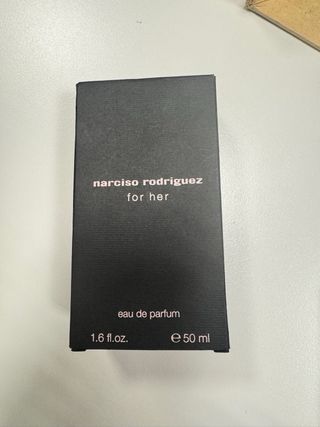 narciso rodriguez
for her
eau de parfum
1.6 fl.oz. ℮ 50 ml